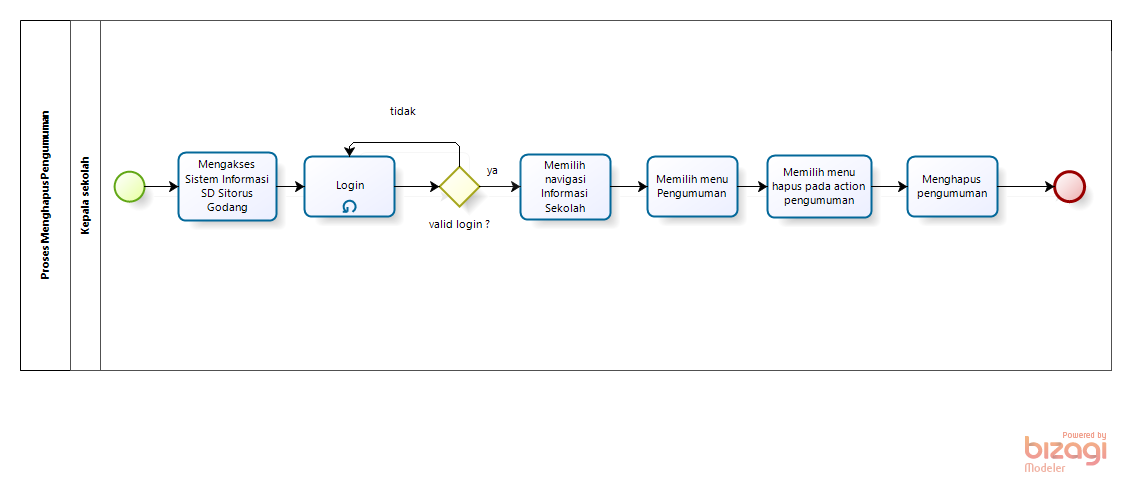 Proses Menghapus Pengumuman
Kepala sekolah
tidak
Mengakses
Sistem Informasi
SD Sitorus
Godang
Login
ya
valid login ?
Memilih
navigasi
Informasi
Sekolah
Memilih menu
Pengumuman
Memilih menu
hapus pada action
pengumuman
Menghapus
pengumuman
Powered by
bizagi
Modeler